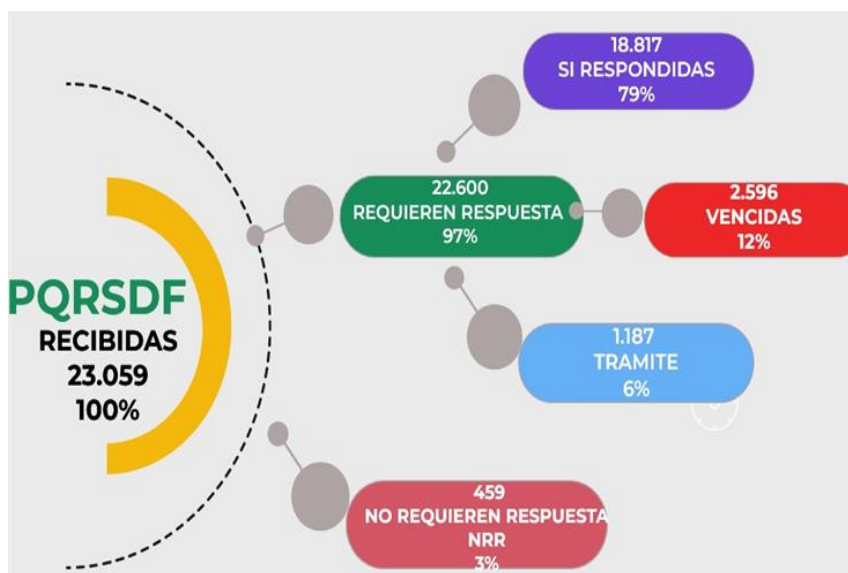 PQRSDF
RECIBIDAS
23.059
100%
18.817
SI RESPONDIDAS
79%
22.600
REQUIEREN RESPUESTA
97%
2.596
VENCIDAS
12%
1.187
TRAMITE
6%
459
NO REQUIEREN RESPUESTA
NRR
3%